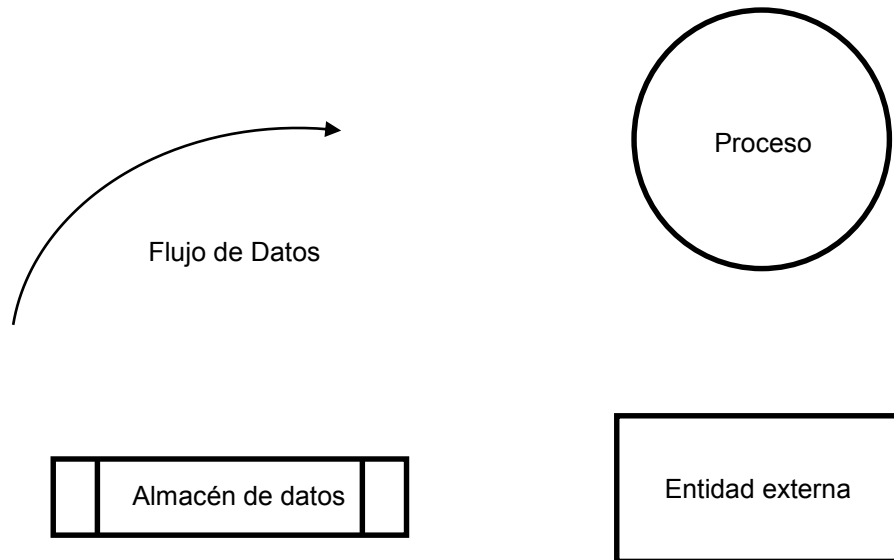 Proceso
Flujo de Datos
Almacén de datos
Entidad externa